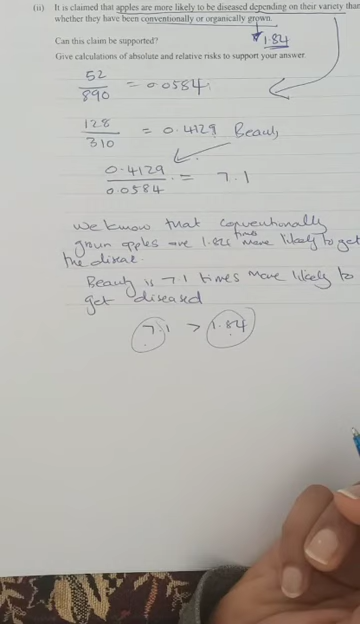 (ii) It is claimed that apples are more likely to be diseased depending on their variety than
whether they have been conventionally or organically grown.
1.84
Can this claim be supported?
Give calculations of absolute and relative risks to support your answer
52/890 = 0.0584
128/310 = 0.4129 Beauty
0.4129/0.0584 = 7.1
We know that conventionally
grown apples are times more likely to get
the diseas
Beauty is 7.1 times more likely to
get diseased
7.1 > 1.84